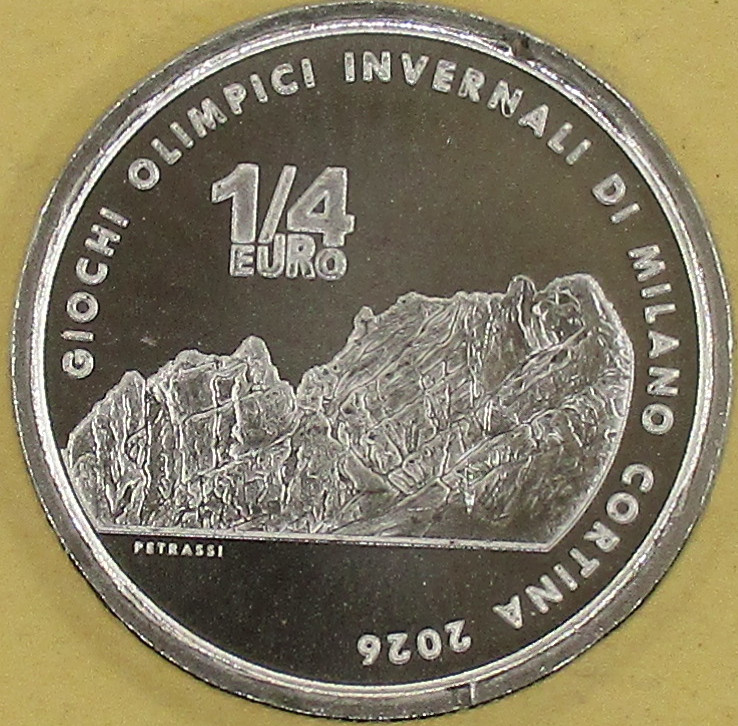 GIOCHI OLIMPICI INVERNALI DI MILANO CORTINA 2026
1/4
EURO
PETRASSI